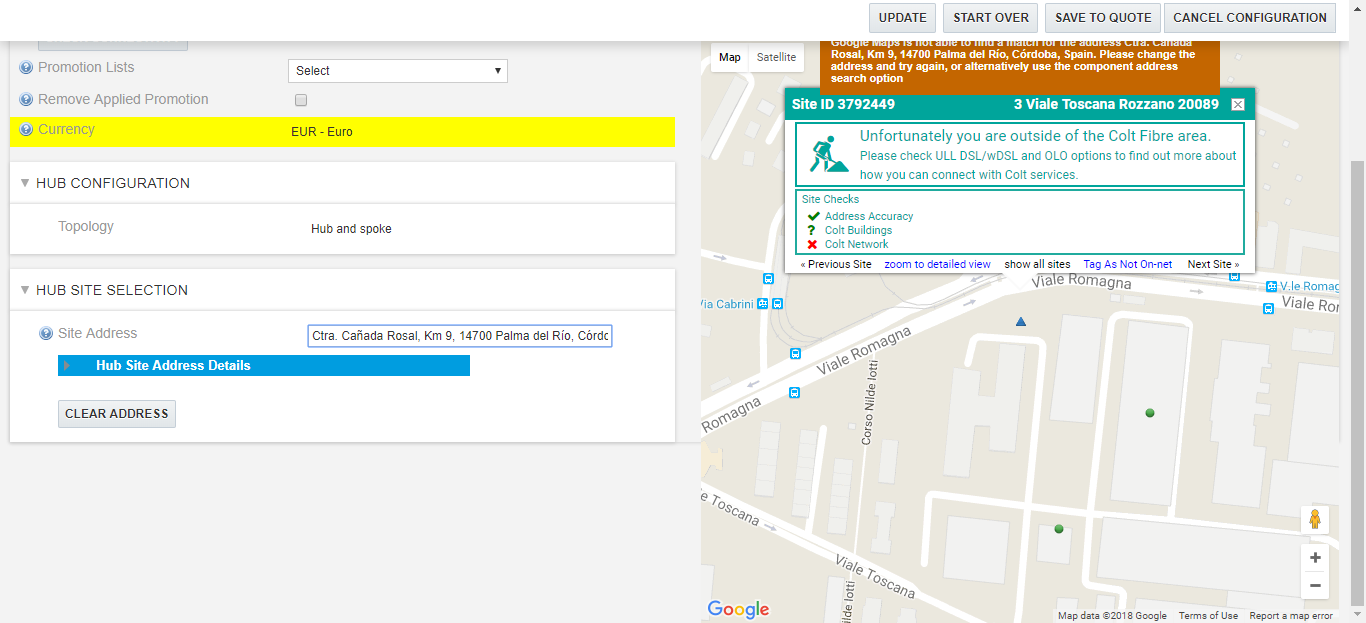 UPDATE
START OVER
SAVE TO QUOTE
CANCEL CONFIGURATION
Promotion Lists
Select
Remove Applied Promotion
Currency
EUR - Euro
HUB CONFIGURATION
Topology
Hub and spoke
HUB SITE SELECTION
Site Address
Ctra. Cañada Rosal, Km 9, 14700 Palma del Río, Córdo
Hub Site Address Details
CLEAR ADDRESS
Map
Satellite
Google Maps is not able to find a match for the address Ctra. Cañada
Rosal, Km 9, 14700 Palma del Río, Córdoba, Spain. Please change the
address and try again, or alternatively use the component address
search option
Site ID 3792449
3 Viale Toscana Rozzano 20089
Unfortunately you are outside of the Colt Fibre area.
Please check ULL DSL/wDSL and OLO options to find out more about
how you can connect with Colt services.
Site Checks
Address Accuracy
? Colt Buildings
Colt Network
« Previous Site
zoom to detailed view
show all sites
Tag As Not On-net
Next Site »
Viale Romagna
V.le Romag
Viale Ror
Via Cabrini
Viale Romagna
Romagna
Corso Nilde Iotti
e Toscana
Viale Toscana
ilde Iotti
Google
Map data ©2018 Google
Terms of Use
Report a map error